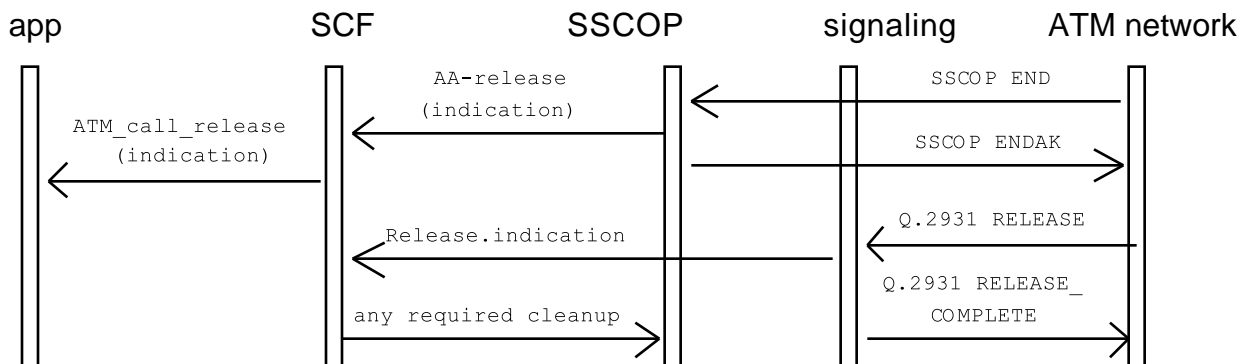 app SCF SSCOP signaling ATM network
AA-release
(indication)
SSCOP END
ATM_call_release
(indication)
SSCOP ENDAK
Q.2931 RELEASE
Release.indication
Q.2931 RELEASE_
COMPLETE
any required cleanup